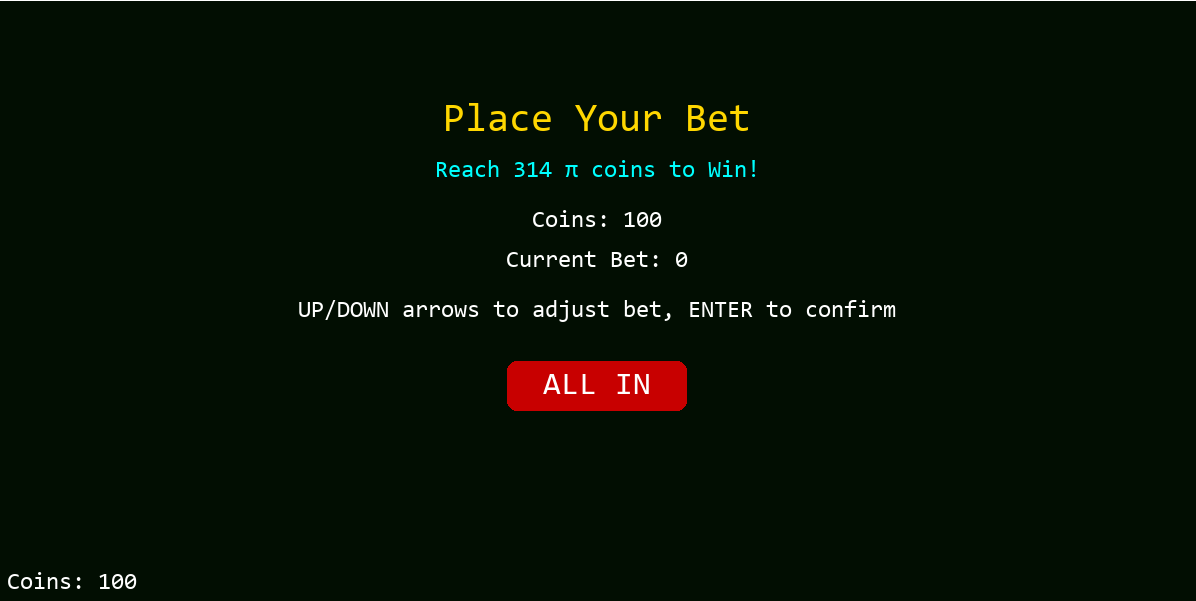 Place Your Bet
Reach 314 π coins to Win!
Coins: 100
Current Bet: 0
UP/DOWN arrows to adjust bet, ENTER to confirm
ALL IN
Coins: 100